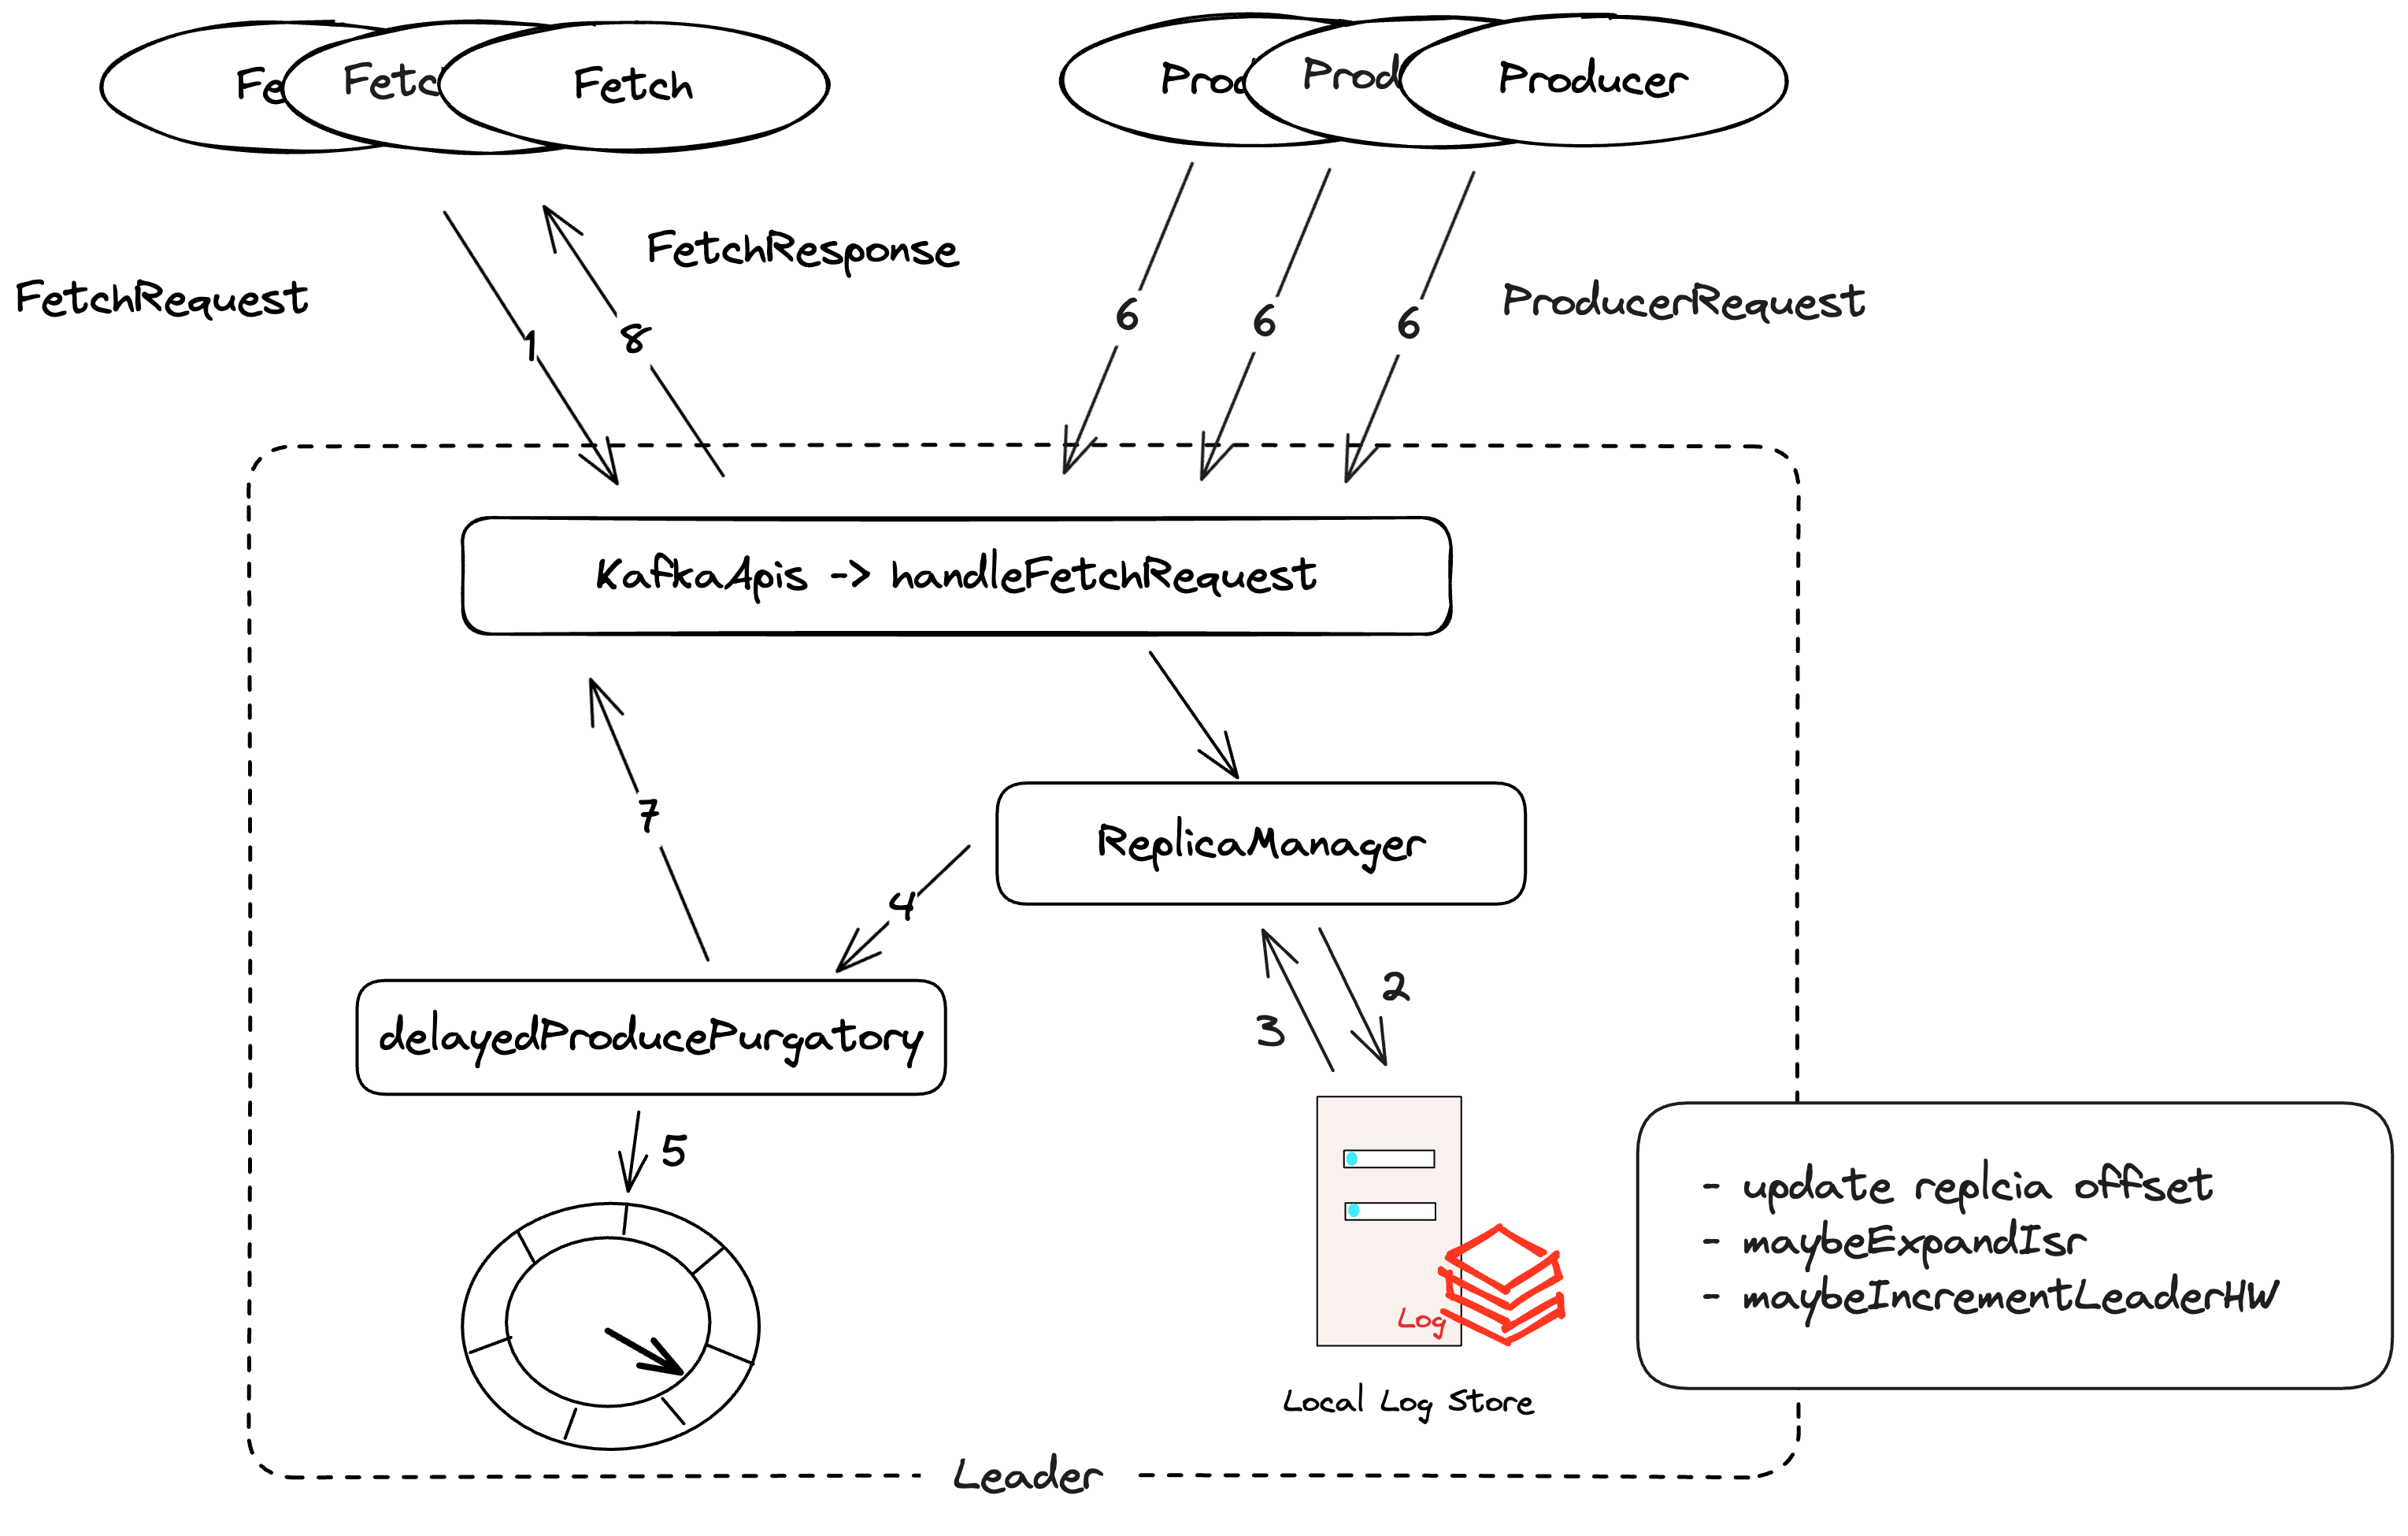 Fe
Fetc
Fetch
Prod
Prod
Producer
FetchResponse
FetchRequest
ProducerRequest
1
8
6
6
6
KafkaApis -> handleFetchRequest
7
ReplicaManager
4
2
3
delayedProducePurgatory
5
- update replcia offset
- maybeExpandIsr
- maybeIncrementLeaderHW
Log
Local Log Store
Leader